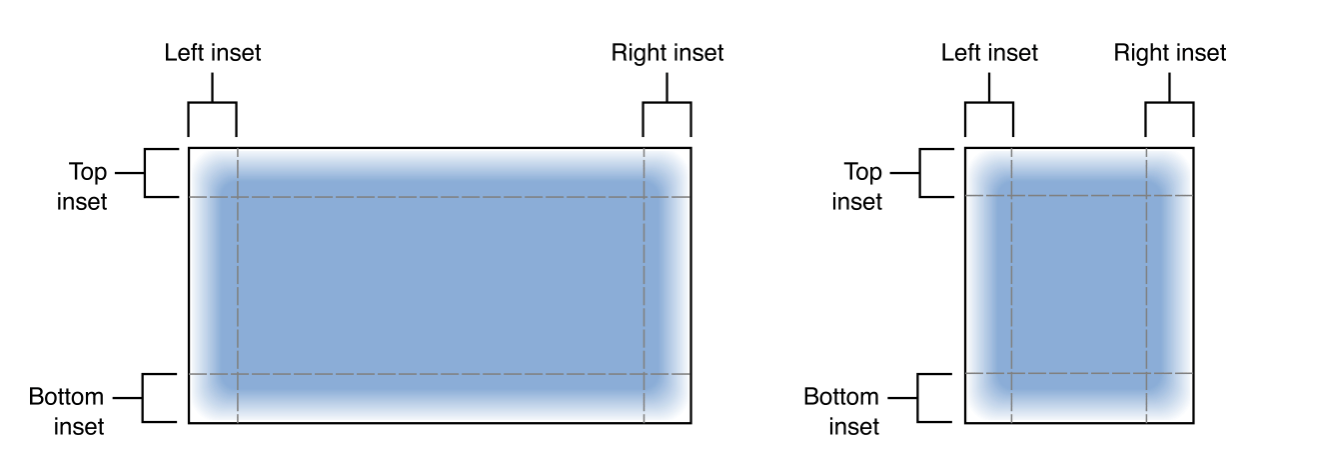 Left inset
Right inset
Top
inset
Bottom
inset
Left inset
Right inset
Top
inset
Bottom
inset